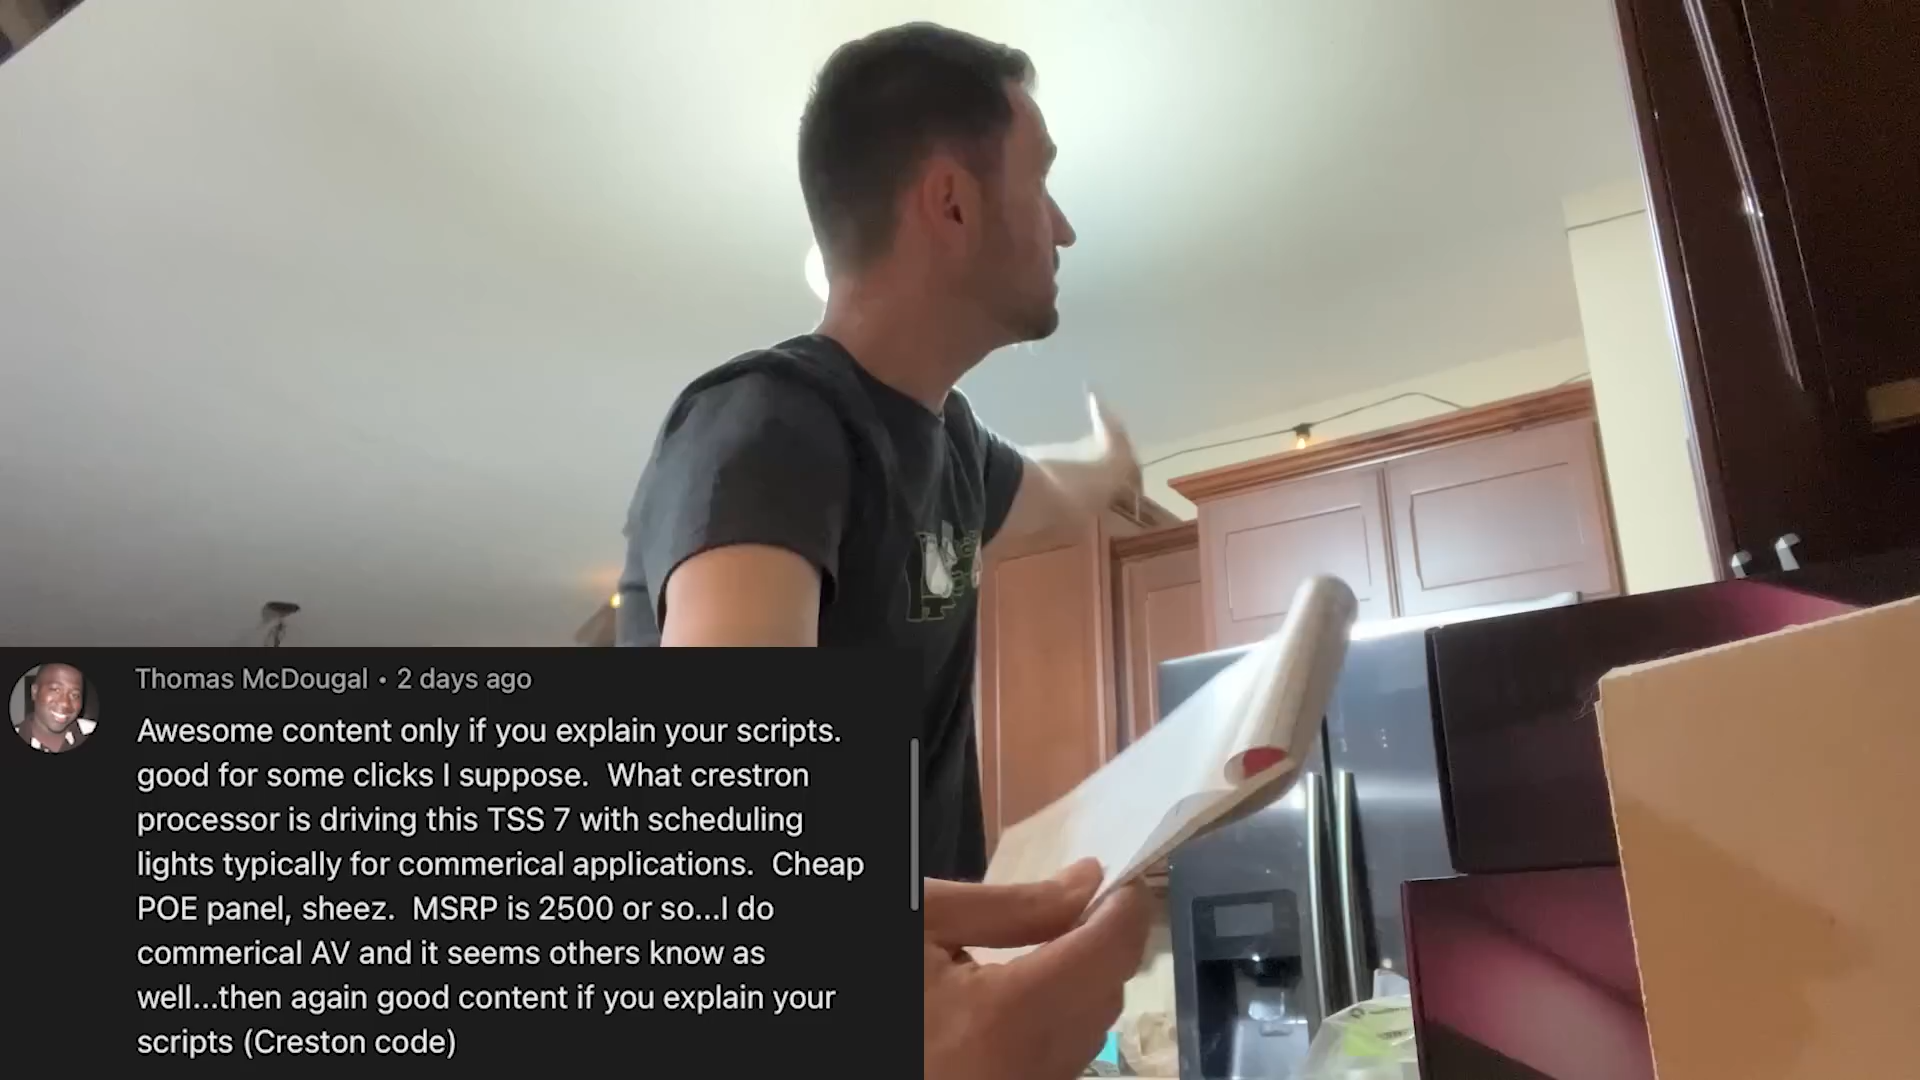 Thomas McDougal • 2 days ago
Awesome content only if you explain your scripts.
good for some clicks I suppose.  What crestron
processor is driving this TSS 7 with scheduling
lights typically for commerical applications.  Cheap
POE panel, sheez.  MSRP is 2500 or so...I do
commerical AV and it seems others know as
well...then again good content if you explain your
scripts (Creston code)